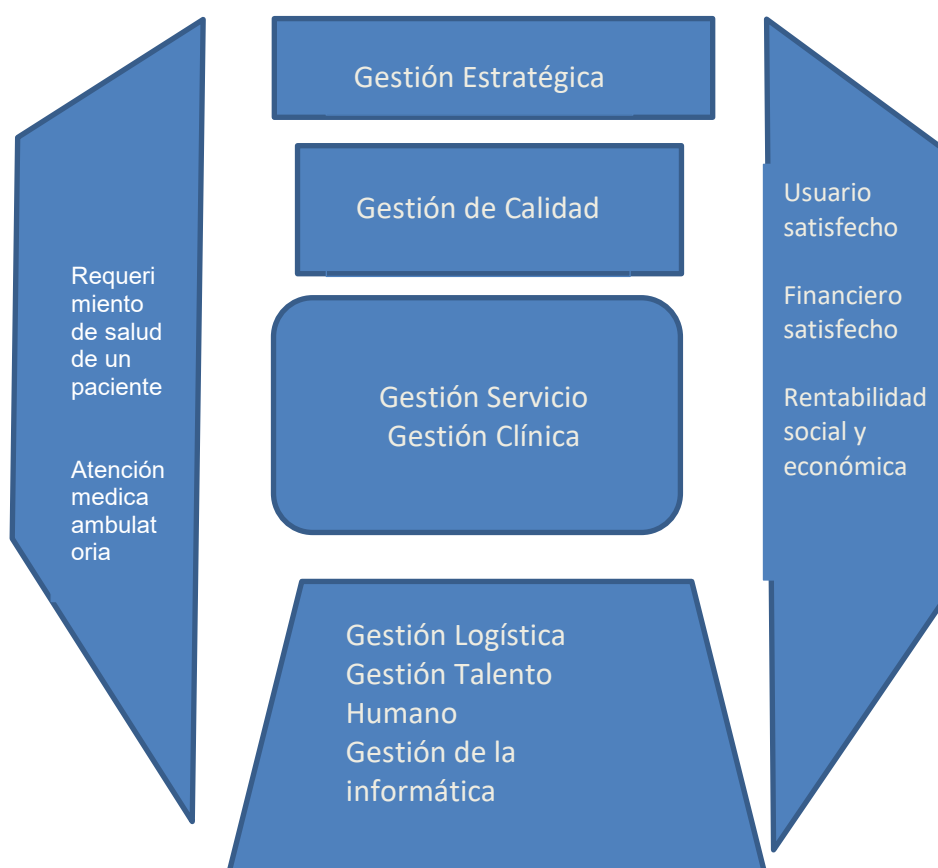 Gestión Estratégica
Gestión de Calidad
Requeri
miento
de salud
de un
paciente
Atención
medica
ambulat
oria
Gestión Servicio
Gestión Clínica
Usuario
satisfecho
Financiero
satisfecho
Rentabilidad
social y
económica
Gestión Logística
Gestión Talento
Humano
Gestión de la
informática